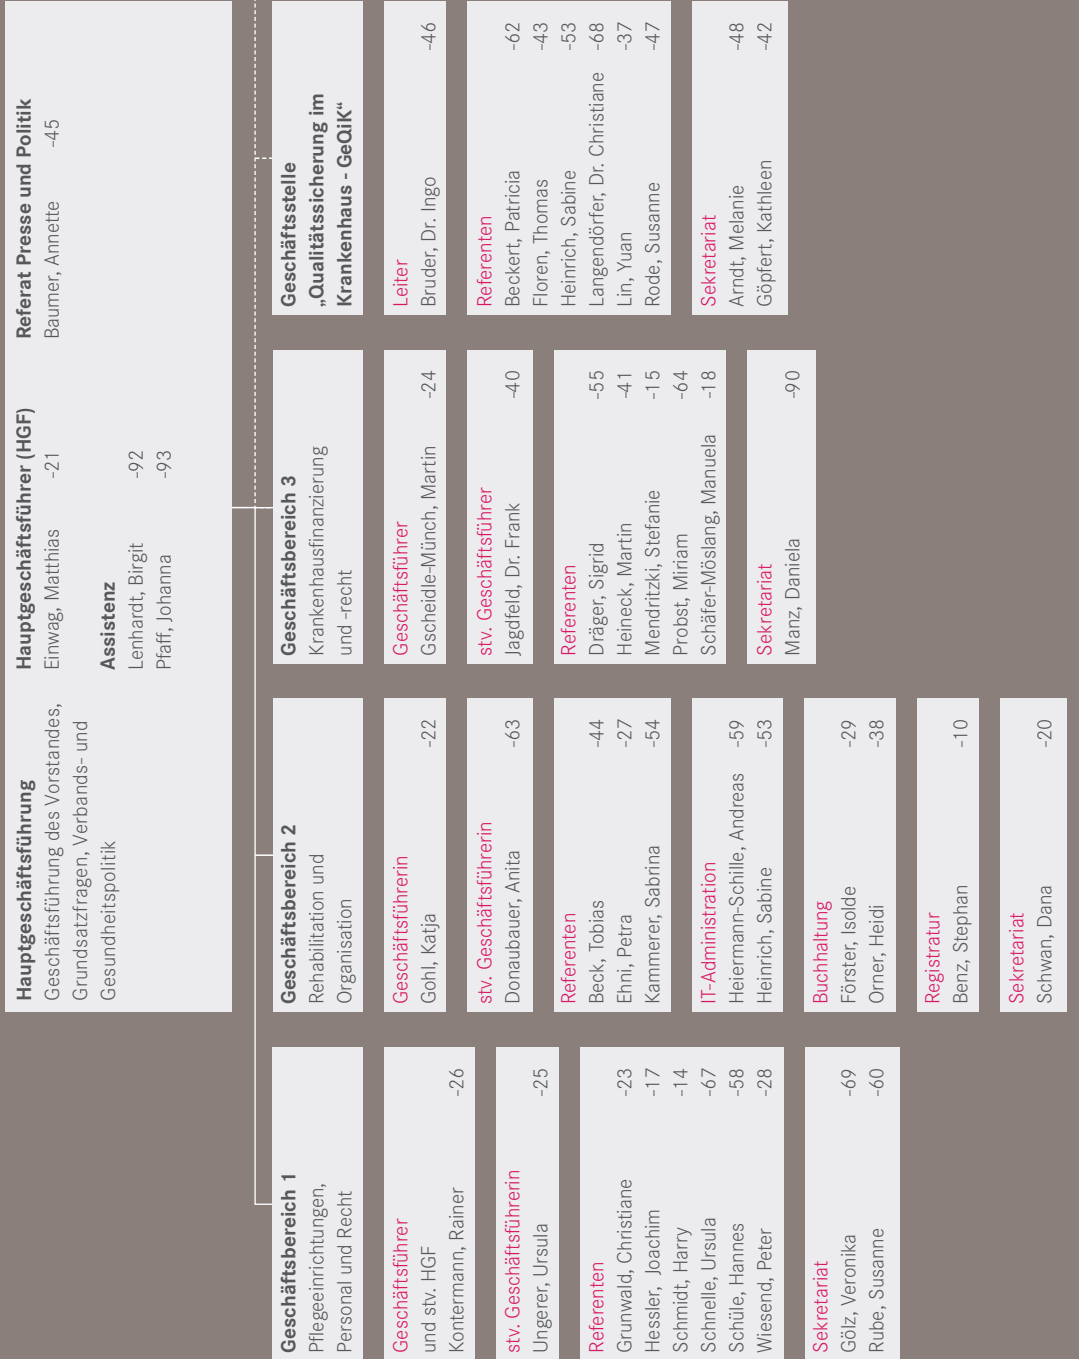 Hauptgeschäftsführung
Geschäftsführung des Vorstandes,
Grundsatzfragen, Verbands- und
Gesundheitspolitik
Hauptgeschäftsführer (HGF)
Einwag, Matthias -21
Assistenz
Lenhardt, Birgit -92
Pfaff, Johanna -93
Referat Presse und Politik
Baumer, Annette -45
Geschäftsbereich 1
Pflegeeinrichtungen,
Personal und Recht
Geschäftsführer
und stv. HGF
Kontermann, Rainer -26
stv. Geschäftsführerin
Ungerer, Ursula -25
Referenten
Grunwald, Christiane -23
Hessler, Joachim -17
Schmidt, Harry -14
Schnelle, Ursula -67
Schüle, Hannes -58
Wiesend, Peter -28
Sekretariat
Gölz, Veronika -69
Rube, Susanne -60
Geschäftsbereich 2
Rehabilitation und
Organisation
Geschäftsführerin
Gohl, Katja -22
stv. Geschäftsführerin
Donaubauer, Anita -63
Referenten
Beck, Tobias -44
Ehni, Petra -27
Kammerer, Sabrina -54
IT-Administration
Heiermann-Schille, Andreas -59
Heinrich, Sabine -53
Buchhaltung
Förster, Isolde -29
Orner, Heidi -38
Registratur
Benz, Stephan -10
Sekretariat
Schwan, Dana -20
Geschäftsbereich 3
Krankenhausfinanzierung
und -recht
Geschäftsführer
Gscheidle-Münch, Martin -24
stv. Geschäftsführer
Jagdfeld, Dr. Frank -40
Referenten
Dräger, Sigrid -55
Heineck, Martin -41
Mendritzki, Stefanie -15
Probst, Miriam -64
Schäfer-Möslang, Manuela -18
Sekretariat
Manz, Daniela -90
Geschäftsstelle
„Qualitätssicherung im
Krankenhaus - GeQiK“
Leiter
Bruder, Dr. Ingo -46
Referenten
Beckert, Patricia -62
Floren, Thomas -43
Heinrich, Sabine -53
Langendörfer, Dr. Christiane -68
Lin, Yuan -37
Rode, Susanne -47
Sekretariat
Arndt, Melanie -48
Göpfert, Kathleen -42